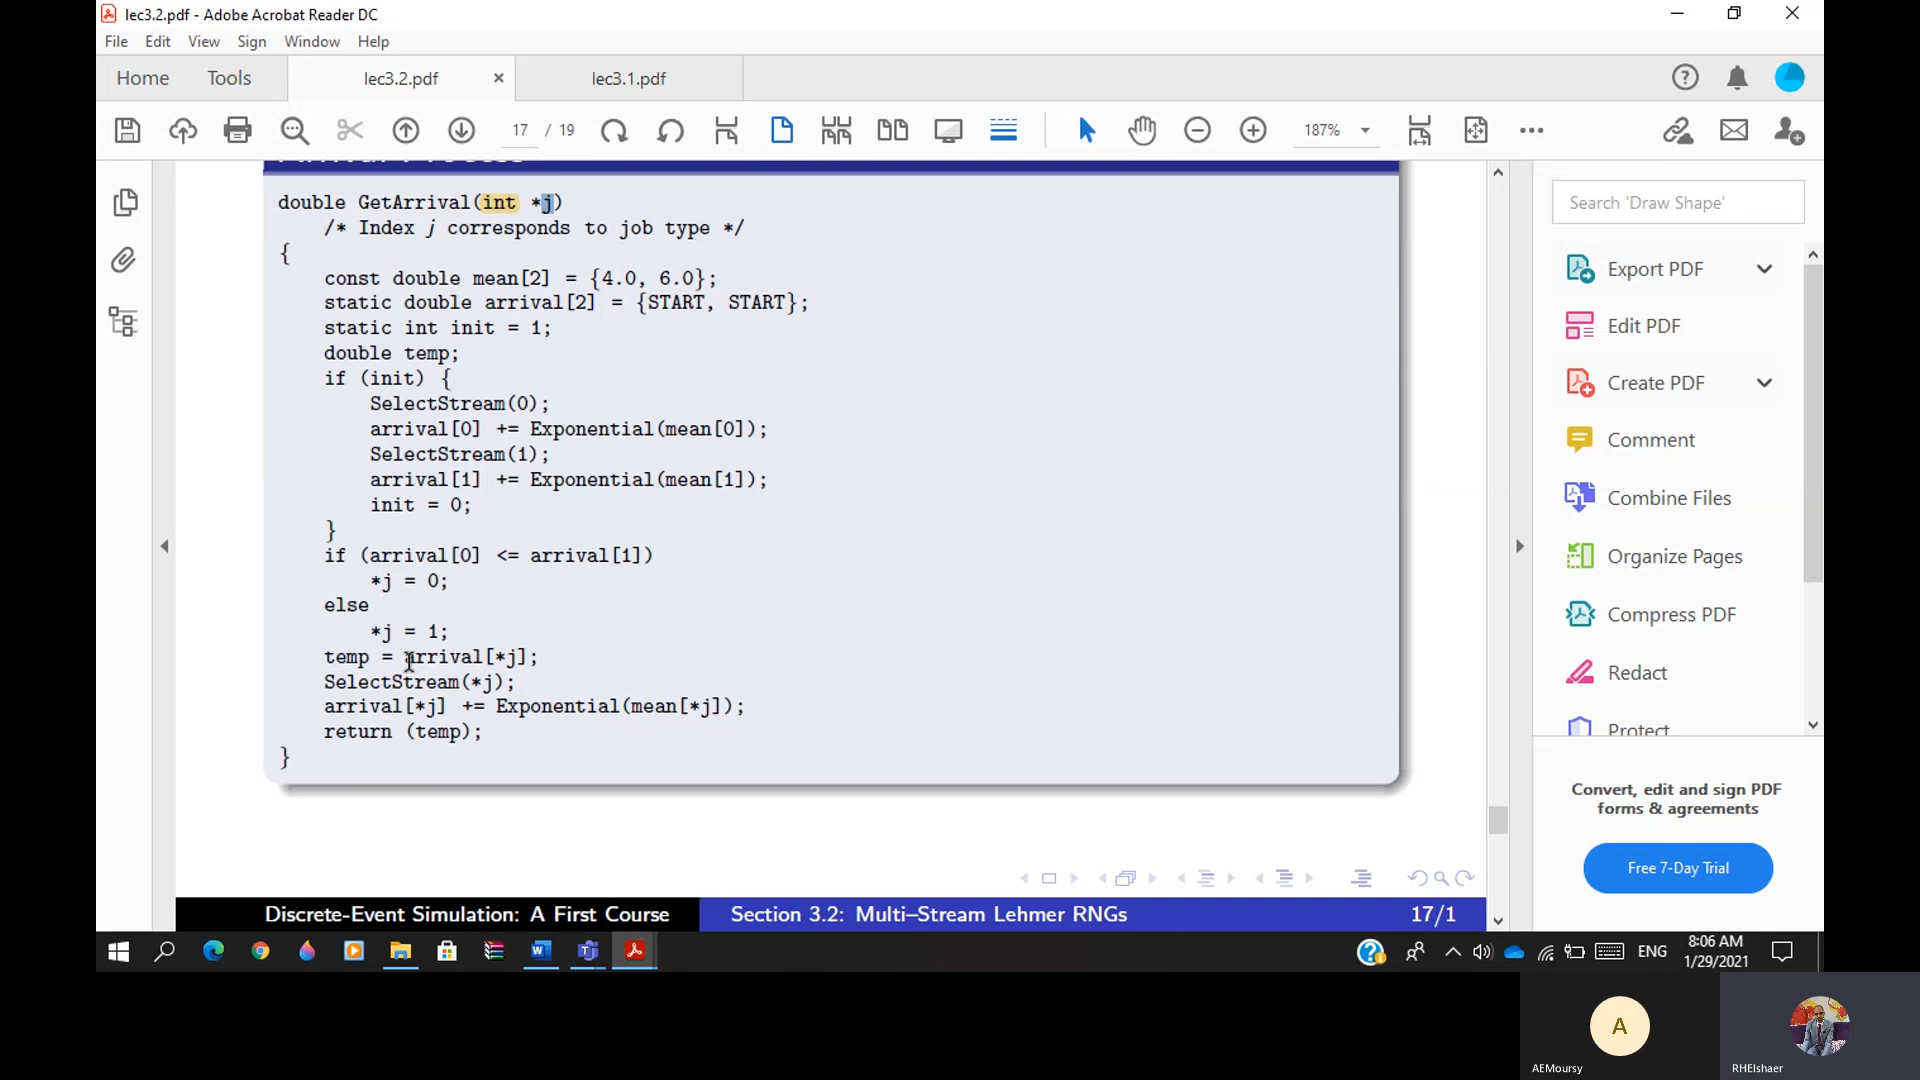 lec3.2.pdf - Adobe Acrobat Reader DC
File Edit View Sign Window Help
Home Tools lec3.2.pdf × lec3.1.pdf
17 / 19 187%
double GetArrival(int *j)
/* Index j corresponds to job type */
{
const double mean[2] = {4.0, 6.0};
static double arrival[2] = {START, START};
static int init = 1;
double temp;
if (init) {
SelectStream(0);
arrival[0] += Exponential(mean[0]);
SelectStream(1);
arrival[1] += Exponential(mean[1]);
init = 0;
}
if (arrival[0] <= arrival[1])
*j = 0;
else
*j = 1;
temp = arrival[*j];
SelectStream(*j);
arrival[*j] += Exponential(mean[*j]);
return (temp);
}
Discrete-Event Simulation: A First Course Section 3.2: Multi–Stream Lehmer RNGs 17/1
Search 'Draw Shape'
Export PDF
Edit PDF
Create PDF
Comment
Combine Files
Organize Pages
Compress PDF
Redact
Protect
Convert, edit and sign PDF
forms & agreements
Free 7-Day Trial
ENG
8:06 AM
1/29/2021
A
AEMoursy
RHElshaer